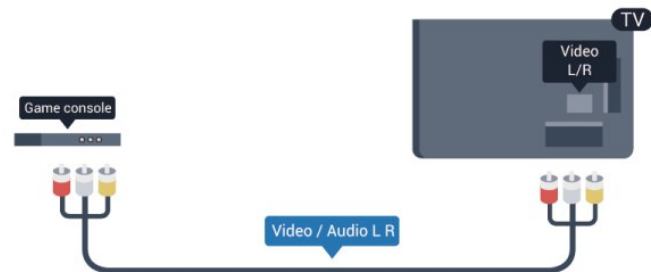 TV
Video
L/R
Game console
Video / Audio L R